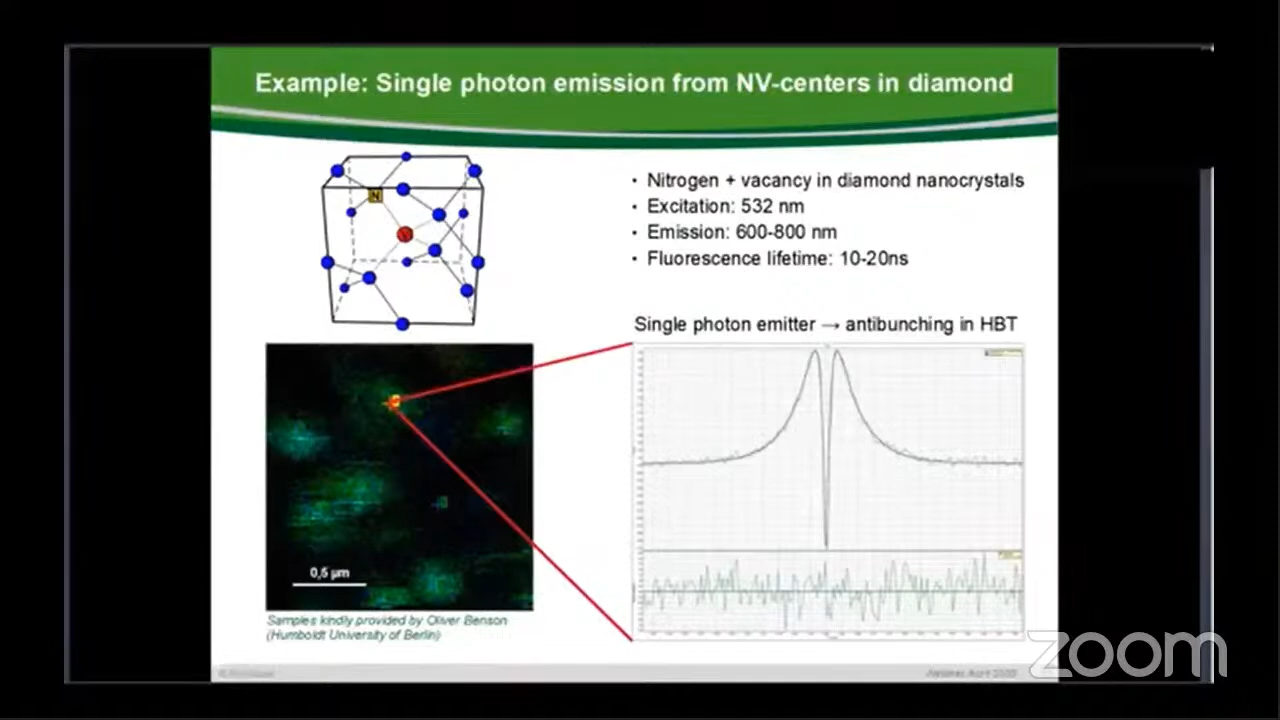 Example: Single photon emission from NV-centers in diamond
N
• Nitrogen + vacancy in diamond nanocrystals
• Excitation: 532 nm
• Emission: 600-800 nm
• Fluorescence lifetime: 10-20ns
Single photon emitter → antibunching in HBT
0,5 µm
Samples kindly provided by Oliver Benson
(Humboldt University of Berlin)
zoom